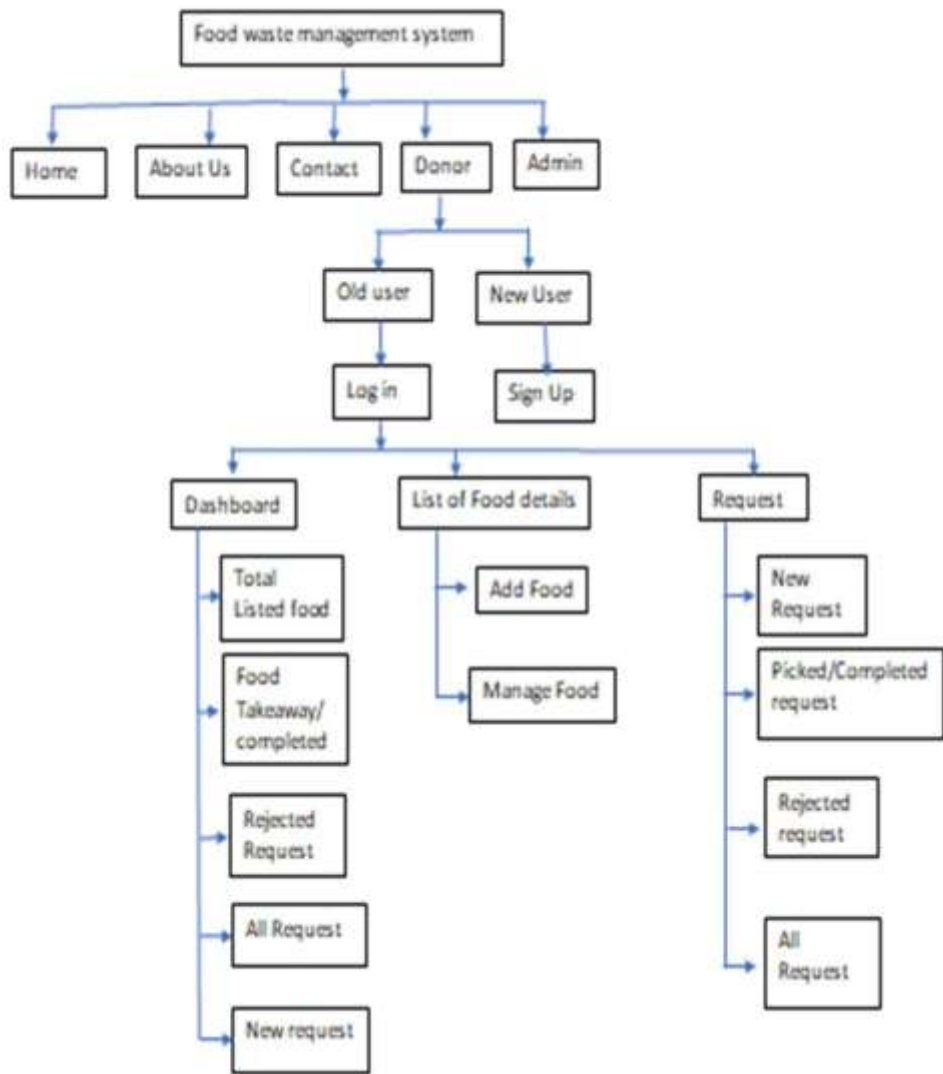 Food waste management system
Home
About Us
Contact
Donor
Admin
Old user
New User
Log in
Sign Up
Dashboard
List of Food details
Request
Total
Listed food
Food
Takeaway/
completed
Rejected
Request
All Request
New request
Add Food
Manage Food
New
Request
Picked/Completed
request
Rejected
request
All
Request